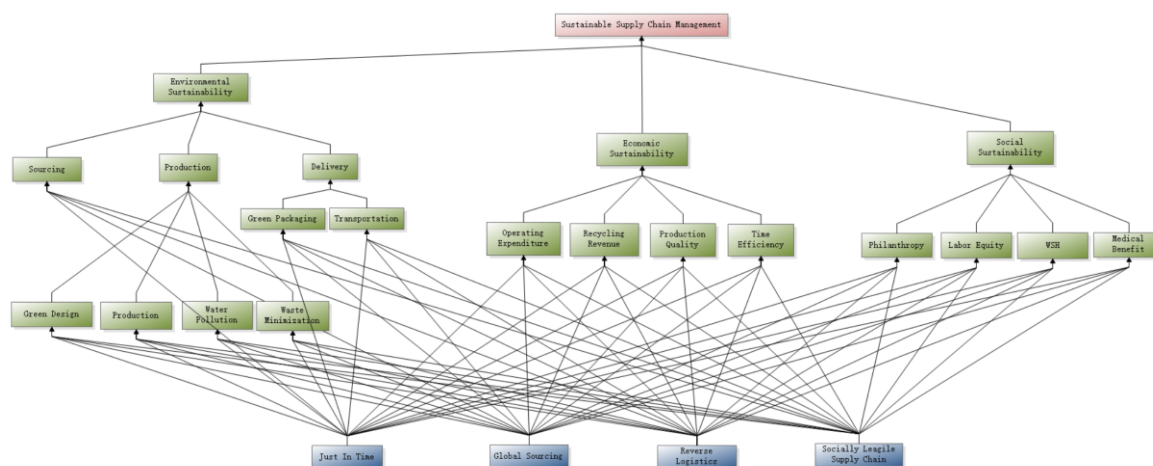 Sustainable Supply Chain Management
Environmental
Sustainability
Economic
Sustainability
Social
Sustainability
Sourcing
Production
Delivery
Green Packaging
Transportation
Operating
Expenditure
Recycling
Revenue
Production
Quality
Time
Efficiency
Philanthropy
Labor Equity
WSH
Medical
Benefit
Green Design
Production
Water
Pollution
Waste
Minimization
Just In Time
Global Sourcing
Reverse
Logistics
Socially Leagile
Supply Chain